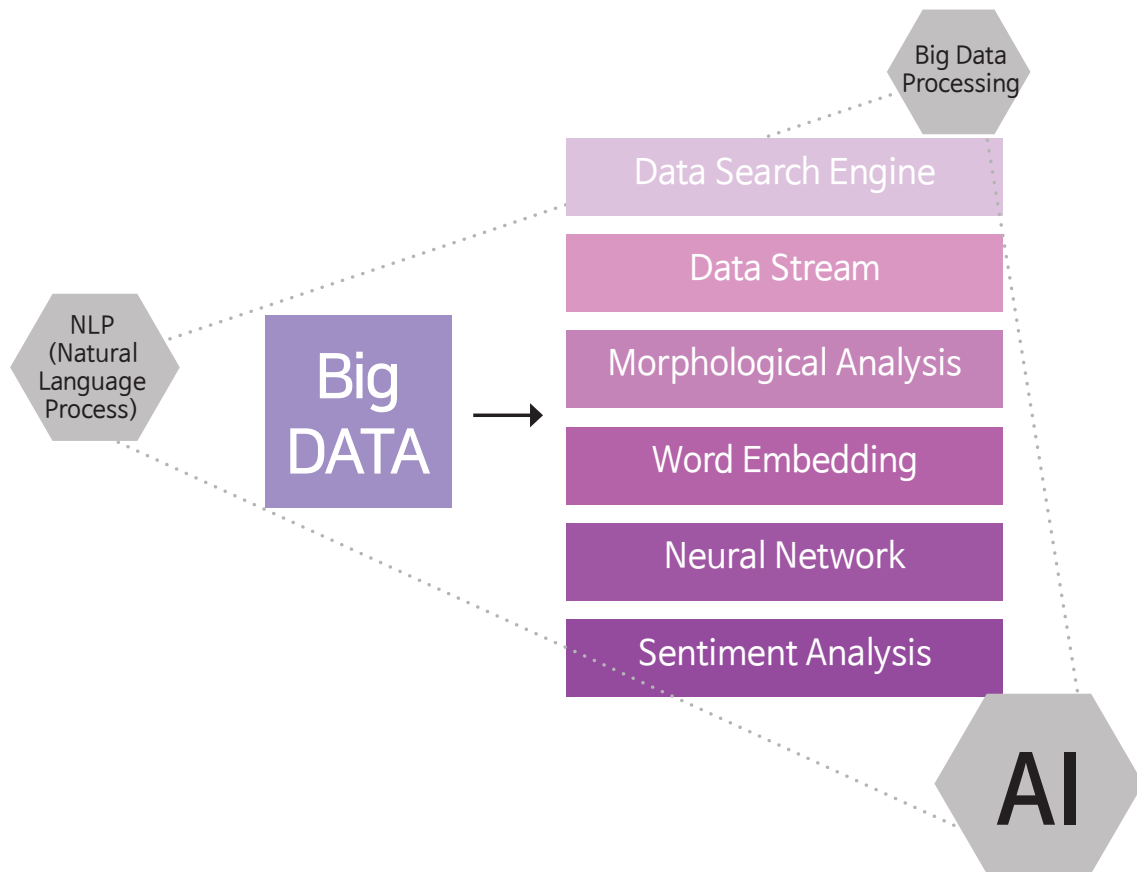 Big Data
Processing
Data Search Engine
Data Stream
NLP
(Natural
Language
Process)
Big
DATA
Morphological Analysis
Word Embedding
Neural Network
Sentiment Analysis
AI